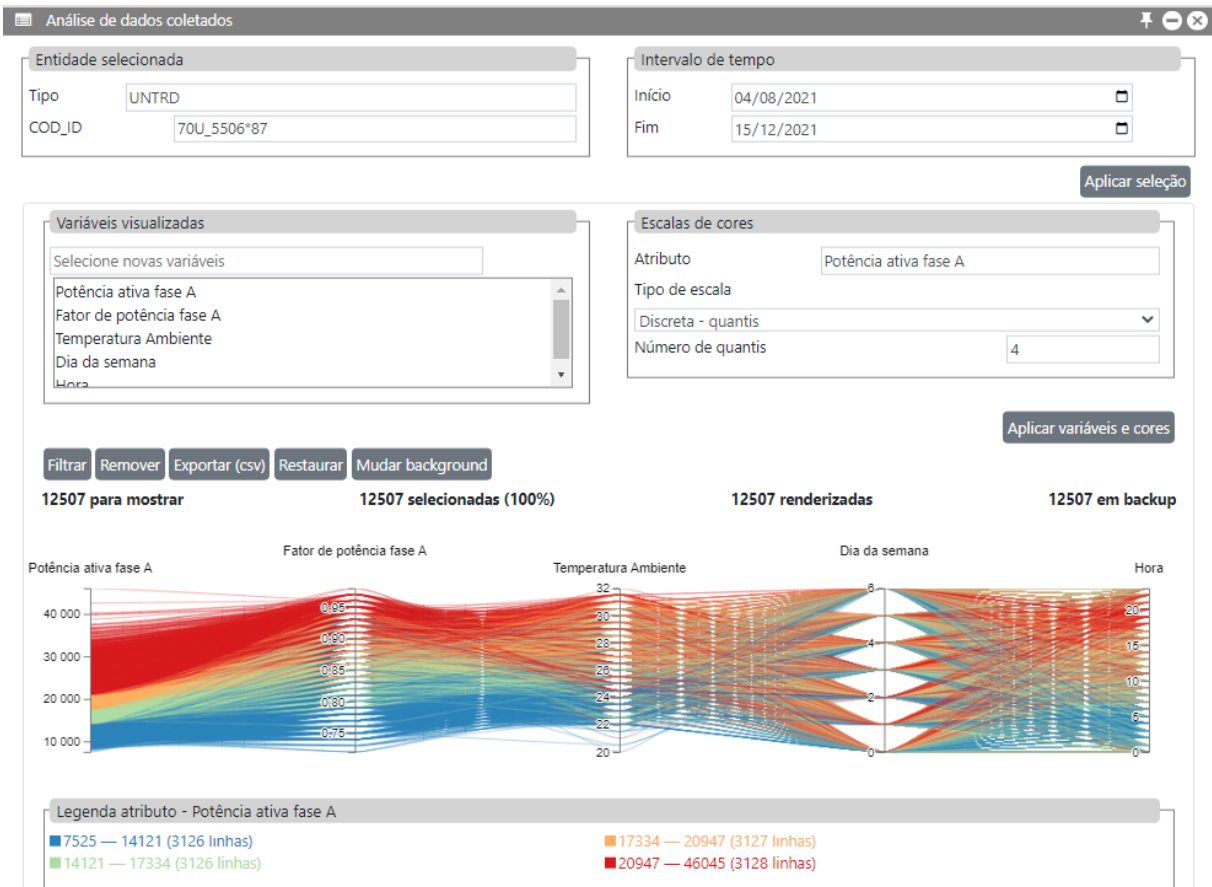 Análise de dados coletados
Entidade selecionada
Tipo UNTRD
COD_ID 70U_5506*87
Intervalo de tempo
Início 04/08/2021
Fim 15/12/2021
Aplicar seleção
Variáveis visualizadas
Selecione novas variáveis
Potência ativa fase A
Fator de potência fase A
Temperatura Ambiente
Dia da semana
Hora
Escalas de cores
Atributo Potência ativa fase A
Tipo de escala
Discreta - quantis
Número de quantis 4
Aplicar variáveis e cores
Filtrar Remover Exportar (csv) Restaurar Mudar background
12507 para mostrar 12507 selecionadas (100%) 12507 renderizadas 12507 em backup
Potência ativa fase A
40 000
30 000
20 000
10 000
Fator de potência fase A
0.95
0.90
0.85
0.80
0.75
Temperatura Ambiente
32
30
28
26
24
22
20
Dia da semana
6
4
2
0
Hora
20
15
10
5
0
Legenda atributo - Potência ativa fase A
7525 — 14121 (3126 linhas)
14121 — 17334 (3126 linhas)
17334 — 20947 (3127 linhas)
20947 — 46045 (3128 linhas)